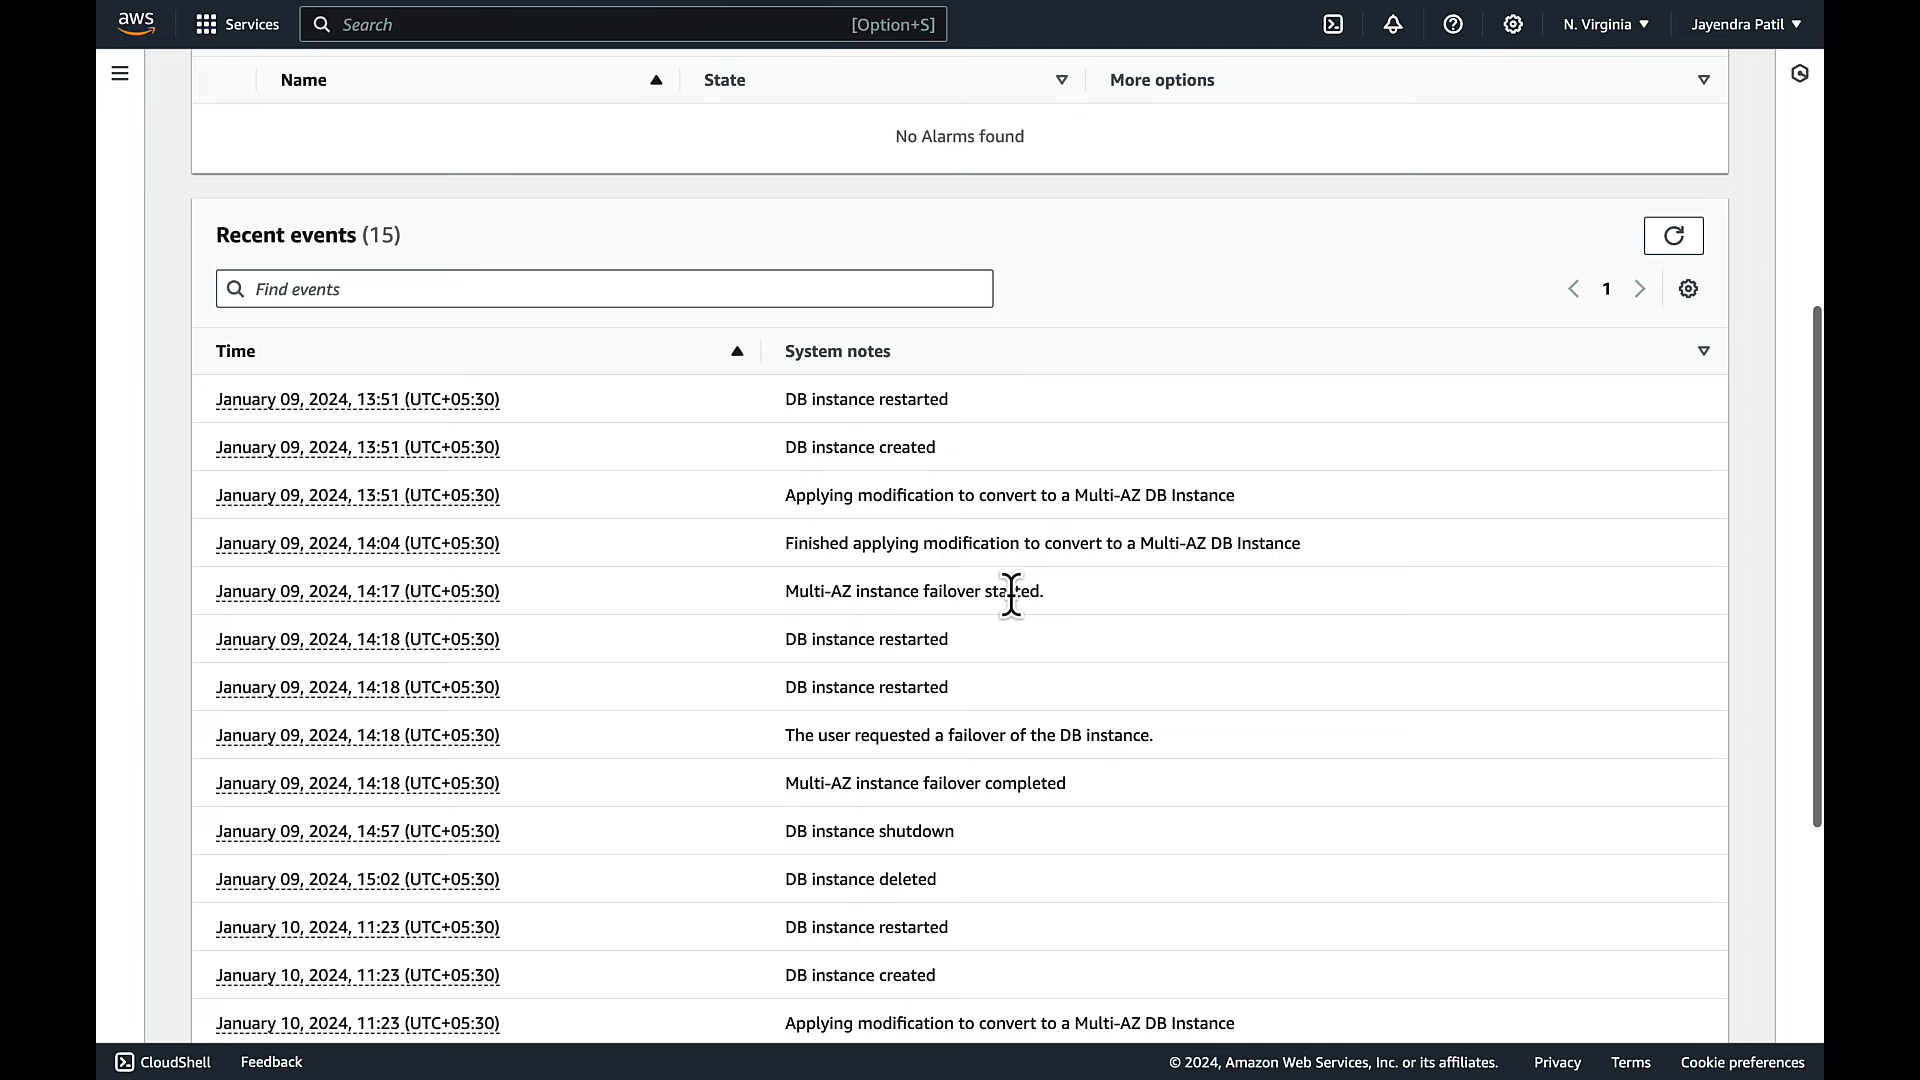 aws Services Search [Option+S] N. Virginia Jayendra Patil
Name State More options
No Alarms found
Recent events (15)
Find events
1
Time System notes
January 09, 2024, 13:51 (UTC+05:30) DB instance restarted
January 09, 2024, 13:51 (UTC+05:30) DB instance created
January 09, 2024, 13:51 (UTC+05:30) Applying modification to convert to a Multi-AZ DB Instance
January 09, 2024, 14:04 (UTC+05:30) Finished applying modification to convert to a Multi-AZ DB Instance
January 09, 2024, 14:17 (UTC+05:30) Multi-AZ instance failover started.
January 09, 2024, 14:18 (UTC+05:30) DB instance restarted
January 09, 2024, 14:18 (UTC+05:30) DB instance restarted
January 09, 2024, 14:18 (UTC+05:30) The user requested a failover of the DB instance.
January 09, 2024, 14:18 (UTC+05:30) Multi-AZ instance failover completed
January 09, 2024, 14:57 (UTC+05:30) DB instance shutdown
January 09, 2024, 15:02 (UTC+05:30) DB instance deleted
January 10, 2024, 11:23 (UTC+05:30) DB instance restarted
January 10, 2024, 11:23 (UTC+05:30) DB instance created
January 10, 2024, 11:23 (UTC+05:30) Applying modification to convert to a Multi-AZ DB Instance
CloudShell Feedback © 2024, Amazon Web Services, Inc. or its affiliates. Privacy Terms Cookie preferences